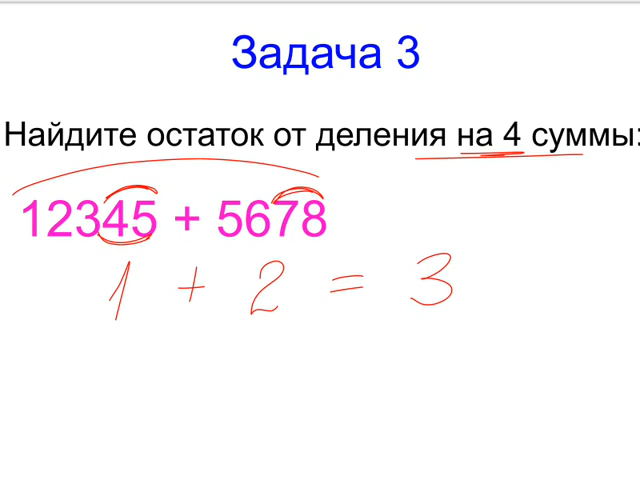 Задача 3
Найдите остаток от деления на 4 суммы:
12345 + 5678
1 + 2 = 3